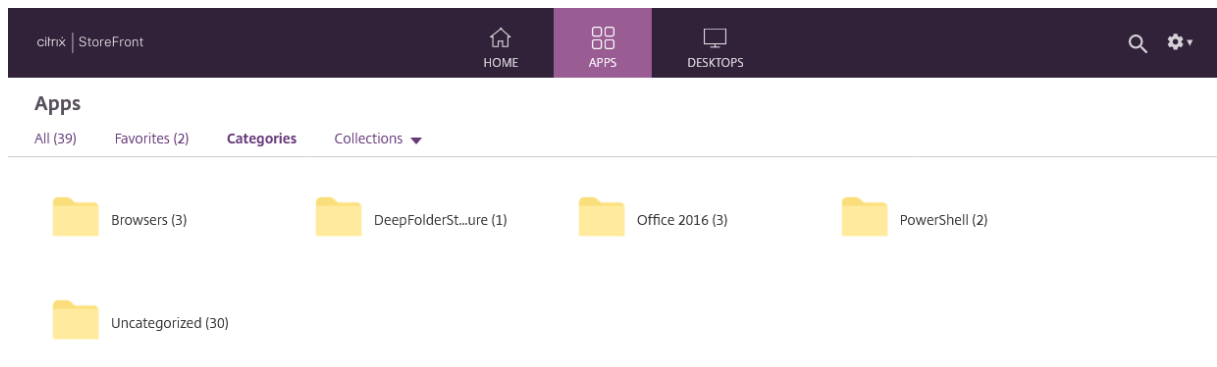 citrix | StoreFront
HOME
APPS
DESKTOPS
Apps
All (39) Favorites (2) Categories Collections
Browsers (3) DeepFolderSt...ure (1) Office 2016 (3) PowerShell (2)
Uncategorized (30)